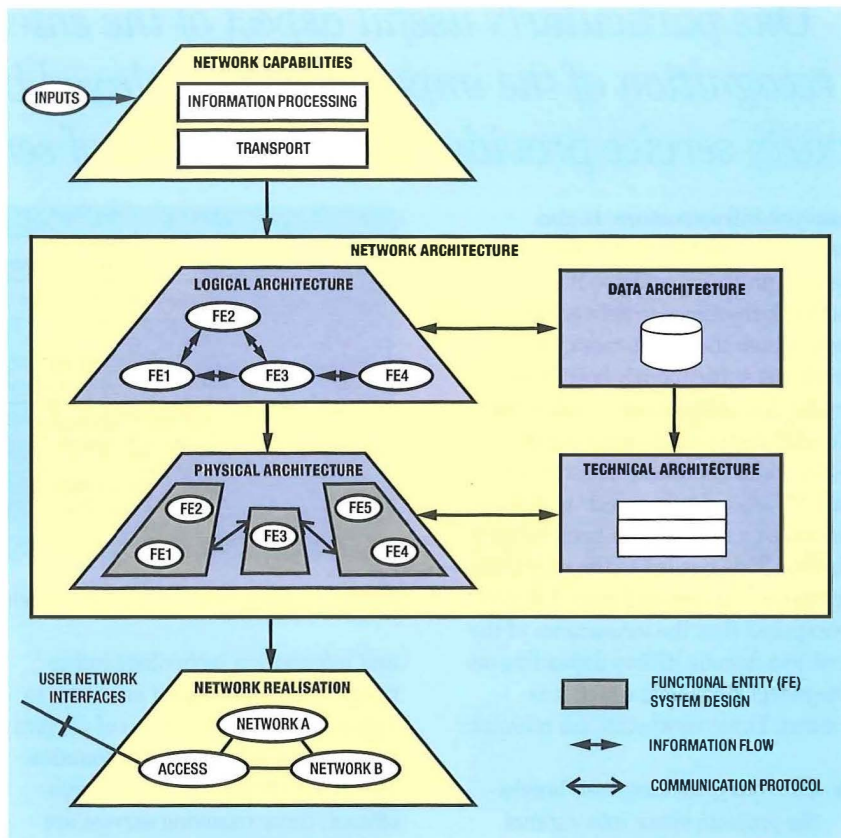 NETWORK CAPABILITIES
INPUTS
INFORMATION PROCESSING
TRANSPORT
NETWORK ARCHITECTURE
LOGICAL ARCHITECTURE
FE2
FE1
FE3
FE4
DATA ARCHITECTURE
PHYSICAL ARCHITECTURE
FE2
FE1
FE3
FE5
FE4
TECHNICAL ARCHITECTURE
USER NETWORK
INTERFACES
NETWORK REALISATION
NETWORK A
ACCESS
NETWORK B
FUNCTIONAL ENTITY (FE)
SYSTEM DESIGN
INFORMATION FLOW
COMMUNICATION PROTOCOL